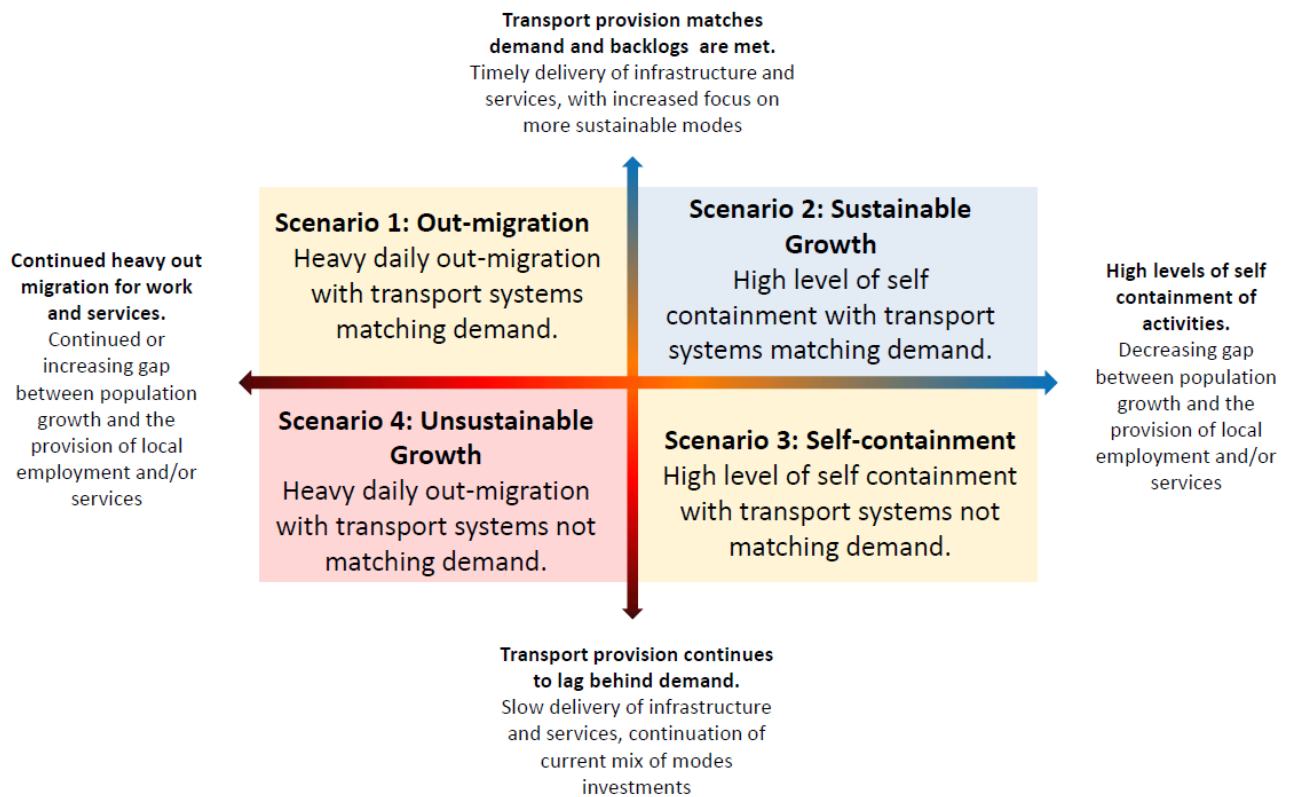 Transport provision matches
demand and backlogs are met.
Timely delivery of infrastructure and
services, with increased focus on
more sustainable modes
Scenario 1: Out-migration
Heavy daily out-migration
with transport systems
matching demand.
Scenario 2: Sustainable
Growth
High level of self
containment with transport
systems matching demand.
Continued heavy out
migration for work
and services.
Continued or
increasing gap
between population
growth and the
provision of local
employment and/or
services
High levels of self
containment of
activities.
Decreasing gap
between population
growth and the
provision of local
employment and/or
services
Scenario 4: Unsustainable
Growth
Heavy daily out-migration
with transport systems not
matching demand.
Scenario 3: Self-containment
High level of self containment
with transport systems not
matching demand.
Transport provision continues
to lag behind demand.
Slow delivery of infrastructure
and services, continuation of
current mix of modes
investments